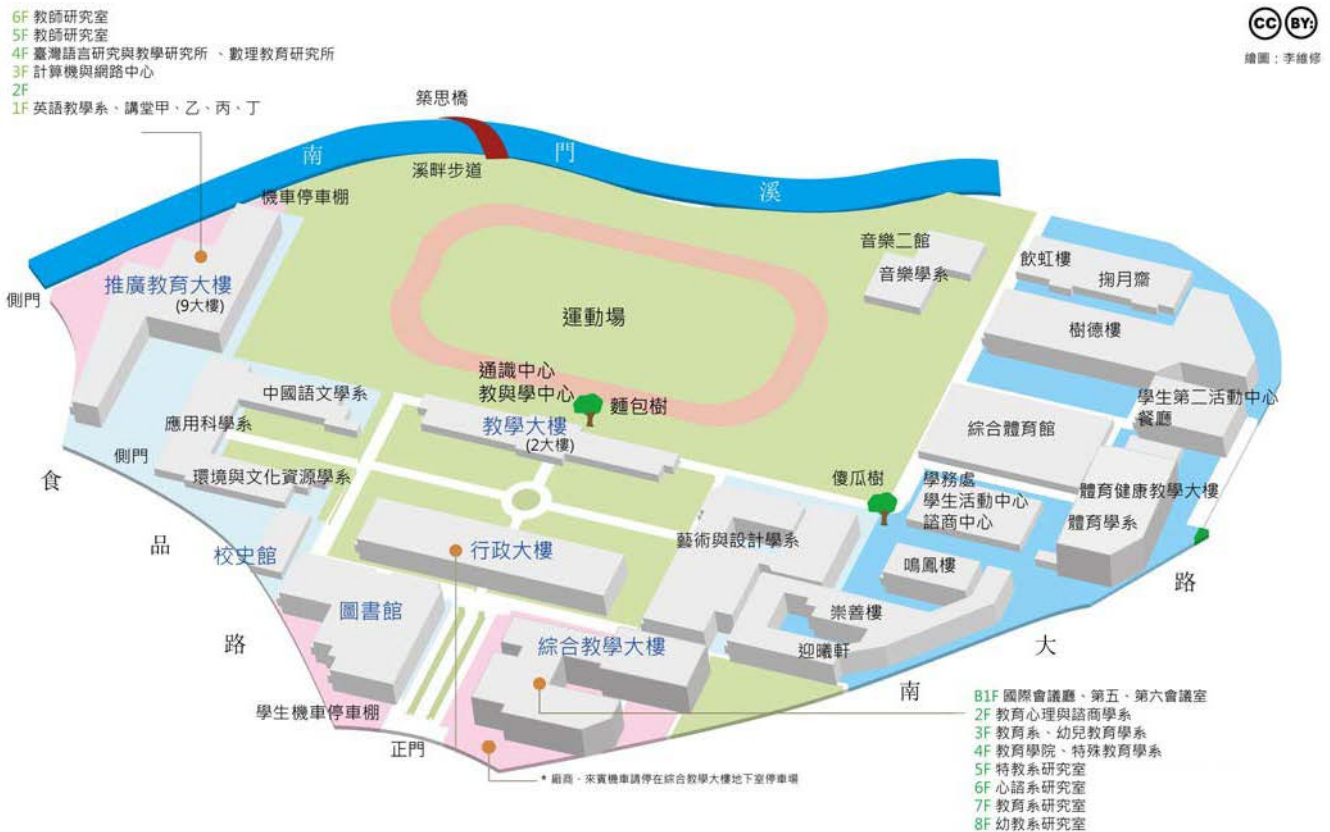 6F 教師研究室
5F 教師研究室
4F 臺灣語言研究與教學研究所 、數理教育研究所
3F 計算機與網路中心
2F
1F 英語教學系、講堂甲、乙、丙、丁
CC BY:
繪圖：李維修
築思橋
南門溪
溪畔步道
機車停車棚
側門
推廣教育大樓
(9大樓)
音樂二館
音樂學系
飲虹樓
掬月齋
樹德樓
運動場
通識中心
教與學中心
麵包樹
教學大樓
(2大樓)
中國語文學系
應用科學系
側門
環境與文化資源學系
學生第二活動中心
餐廳
綜合體育館
傻瓜樹
學務處
學生活動中心
諮商中心
體育健康教學大樓
體育學系
食品路
校史館
行政大樓
藝術與設計學系
鳴鳳樓
圖書館
崇善樓
綜合教學大樓
迎曦軒
南大路
學生機車停車棚
正門
* 廠商、來賓機車請停在綜合教學大樓地下室停車場
B1F 國際會議廳、第五、第六會議室
2F 教育心理與諮商學系
3F 教育系、幼兒教育學系
4F 教育學院、特殊教育學系
5F 特教系研究室
6F 心諮系研究室
7F 教育系研究室
8F 幼教系研究室